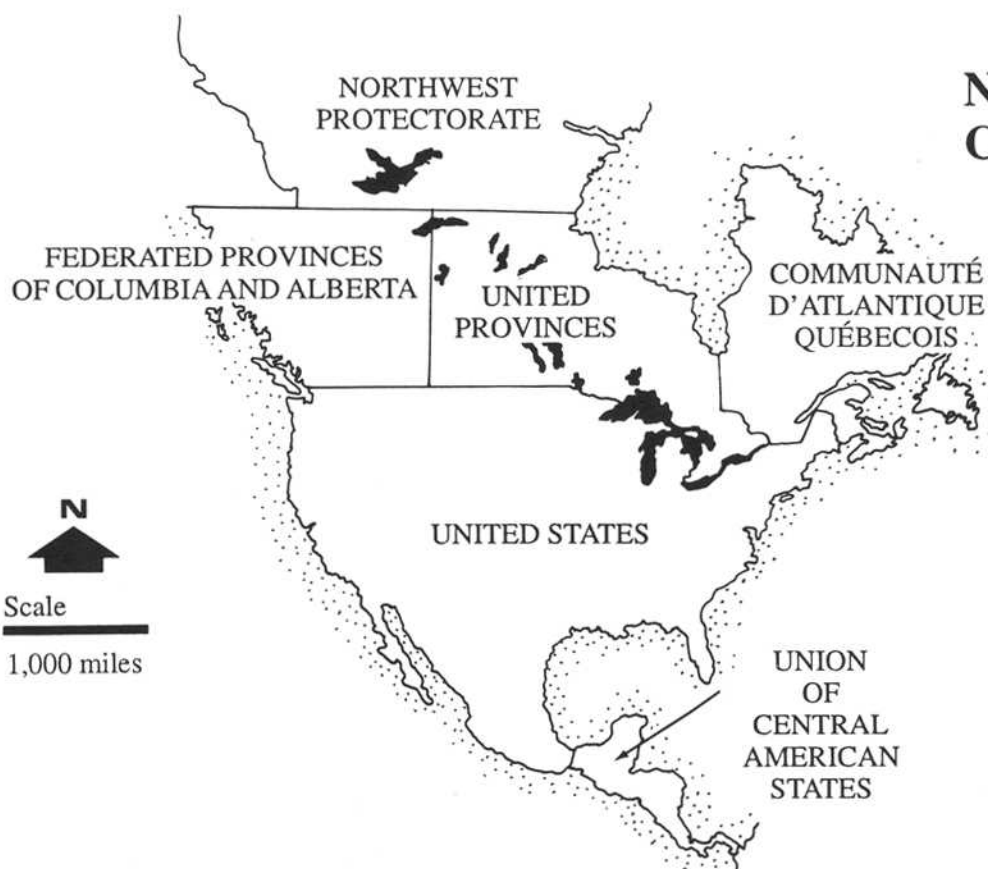 NORTHWEST
PROTECTORATE
FEDERATED PROVINCES
OF COLUMBIA AND ALBERTA
UNITED
PROVINCES
COMMUNAUTÉ
D'ATLANTIQUE
QUÉBECOIS
N
Scale
1,000 miles
UNITED STATES
UNION
OF
CENTRAL
AMERICAN
STATES